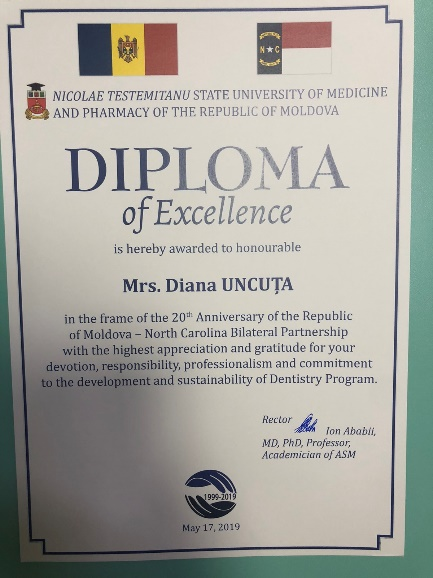 N C
NICOLAE TESTEMITANU STATE UNIVERSITY OF MEDICINE
AND PHARMACY OF THE REPUBLIC OF MOLDOVA
DIPLOMA
of Excellence
is hereby awarded to honourable
Mrs. Diana UNCUȚA
in the frame of the 20th Anniversary of the Republic
of Moldova – North Carolina Bilateral Partnership
with the highest appreciation and gratitude for your
devotion, responsibility, professionalism and commitment
to the development and sustainability of Dentistry Program.
Rector Ion Ababii,
MD, PhD, Professor,
Academician of ASM
1999-2019
May 17, 2019